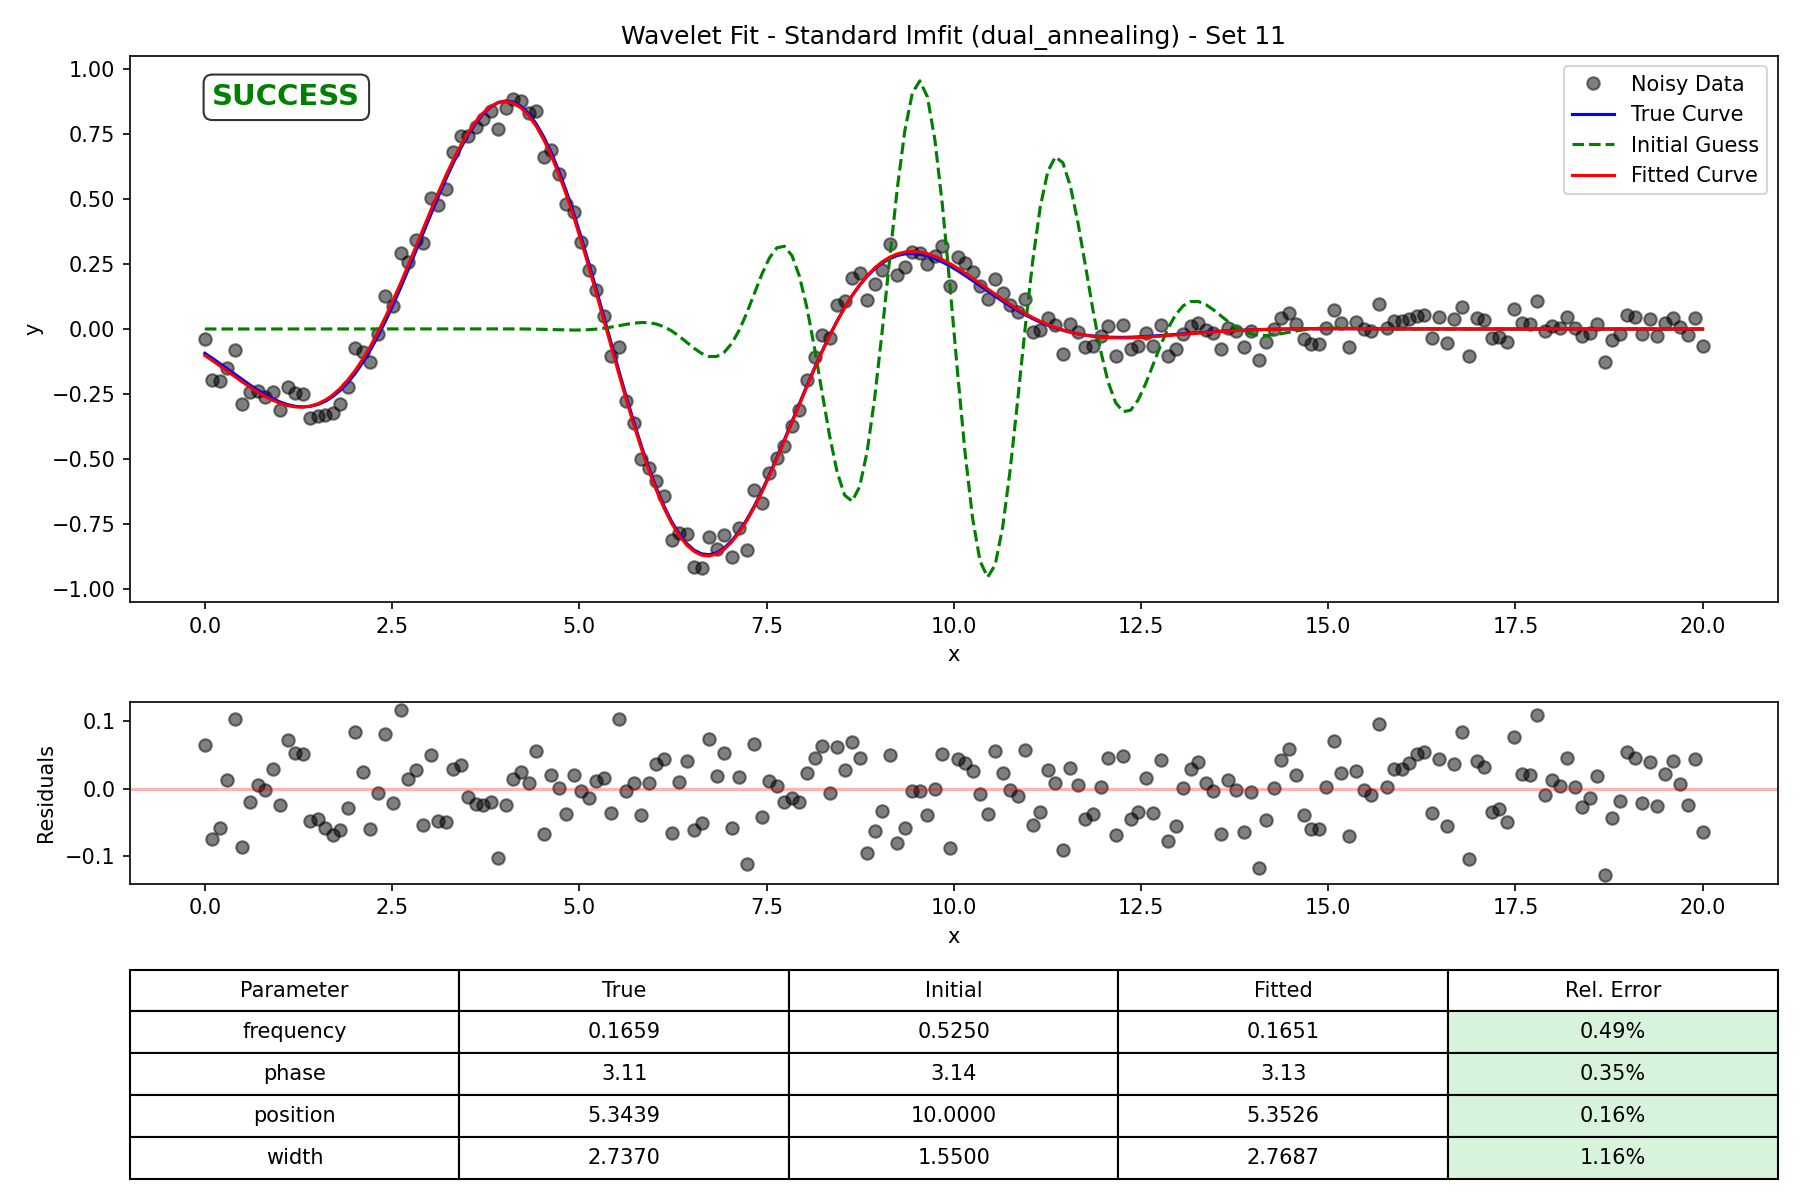 Wavelet Fit - Standard lmfit (dual_annealing) - Set 11
SUCCESS
Noisy Data
True Curve
Initial Guess
Fitted Curve
1.00
0.75
0.50
0.25
0.00
−0.25
−0.50
−0.75
−1.00
y
0.0 2.5 5.0 7.5 10.0 12.5 15.0 17.5 20.0
x
0.1
0.0
−0.1
Residuals
0.0 2.5 5.0 7.5 10.0 12.5 15.0 17.5 20.0
x
Parameter True Initial Fitted Rel. Error
frequency 0.1659 0.5250 0.1651 0.49%
phase 3.11 3.14 3.13 0.35%
position 5.3439 10.0000 5.3526 0.16%
width 2.7370 1.5500 2.7687 1.16%